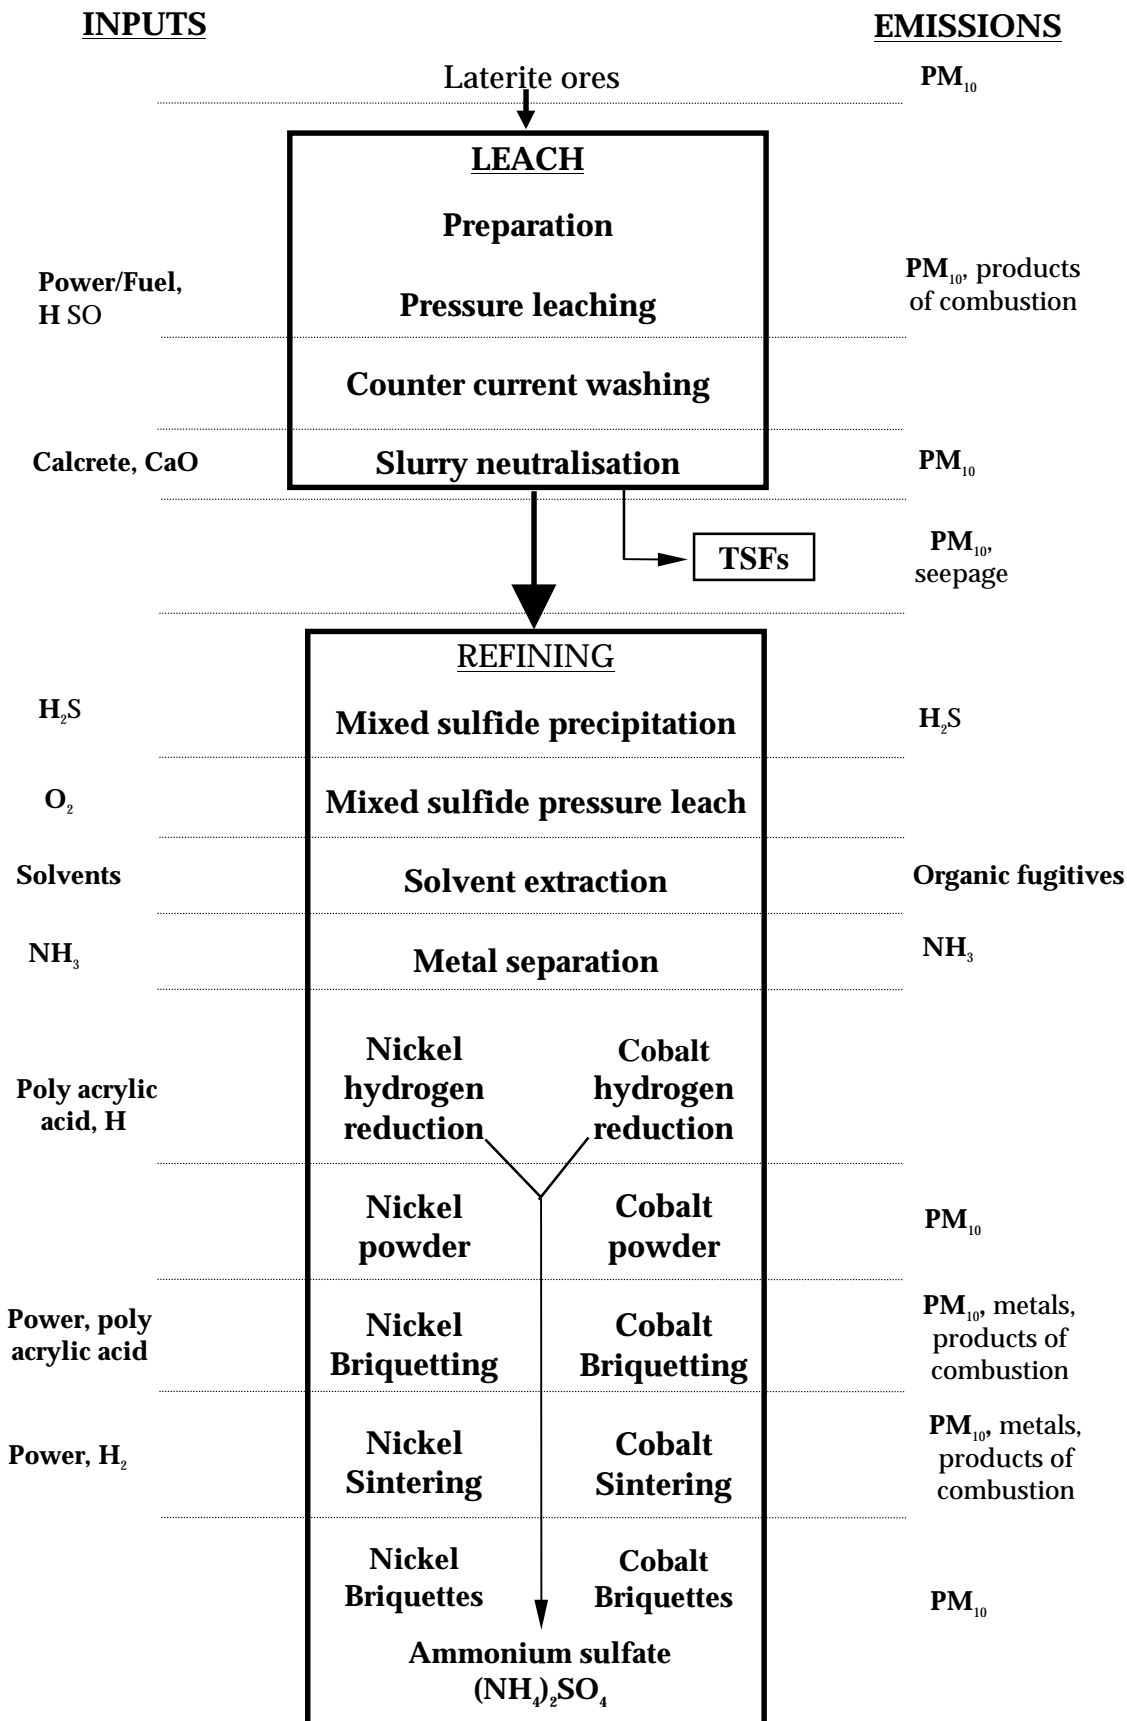 INPUTS
EMISSIONS
Laterite ores
PM₁₀
LEACH
Preparation
Power/Fuel,
H SO
Pressure leaching
PM₁₀, products
of combustion
Counter current washing
Calcrete, CaO
Slurry neutralisation
PM₁₀
TSFs
PM₁₀,
seepage
REFINING
H₂S
Mixed sulfide precipitation
H₂S
O₂
Mixed sulfide pressure leach
Solvents
Solvent extraction
Organic fugitives
NH₃
Metal separation
NH₃
Poly acrylic
acid, H
Nickel
hydrogen
reduction
Cobalt
hydrogen
reduction
Nickel
powder
Cobalt
powder
PM₁₀
Power, poly
acrylic acid
Nickel
Briquetting
Cobalt
Briquetting
PM₁₀, metals,
products of
combustion
Power, H₂
Nickel
Sintering
Cobalt
Sintering
PM₁₀, metals,
products of
combustion
Nickel
Briquettes
Cobalt
Briquettes
PM₁₀
Ammonium sulfate
(NH₄)₂SO₄